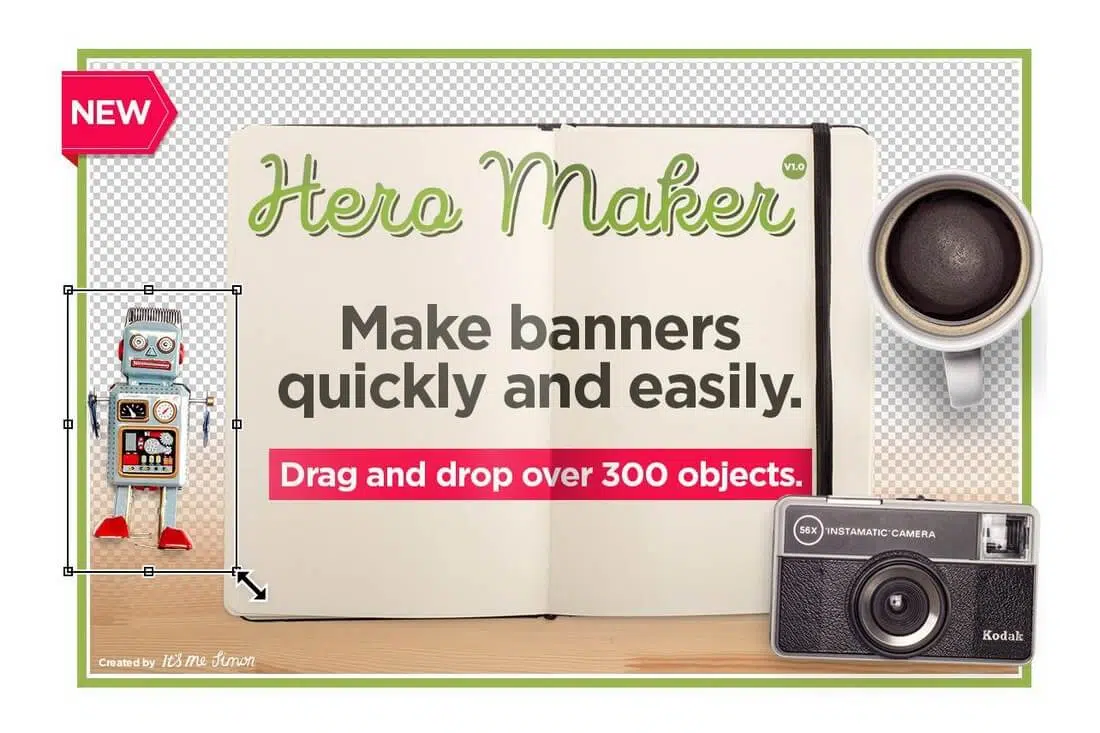 NEW
Hero Maker
V1.0
Make banners
quickly and easily.
Drag and drop over 300 objects.
56X 'INSTAMATIC' CAMERA
Kodak
Created by It's Me Simon